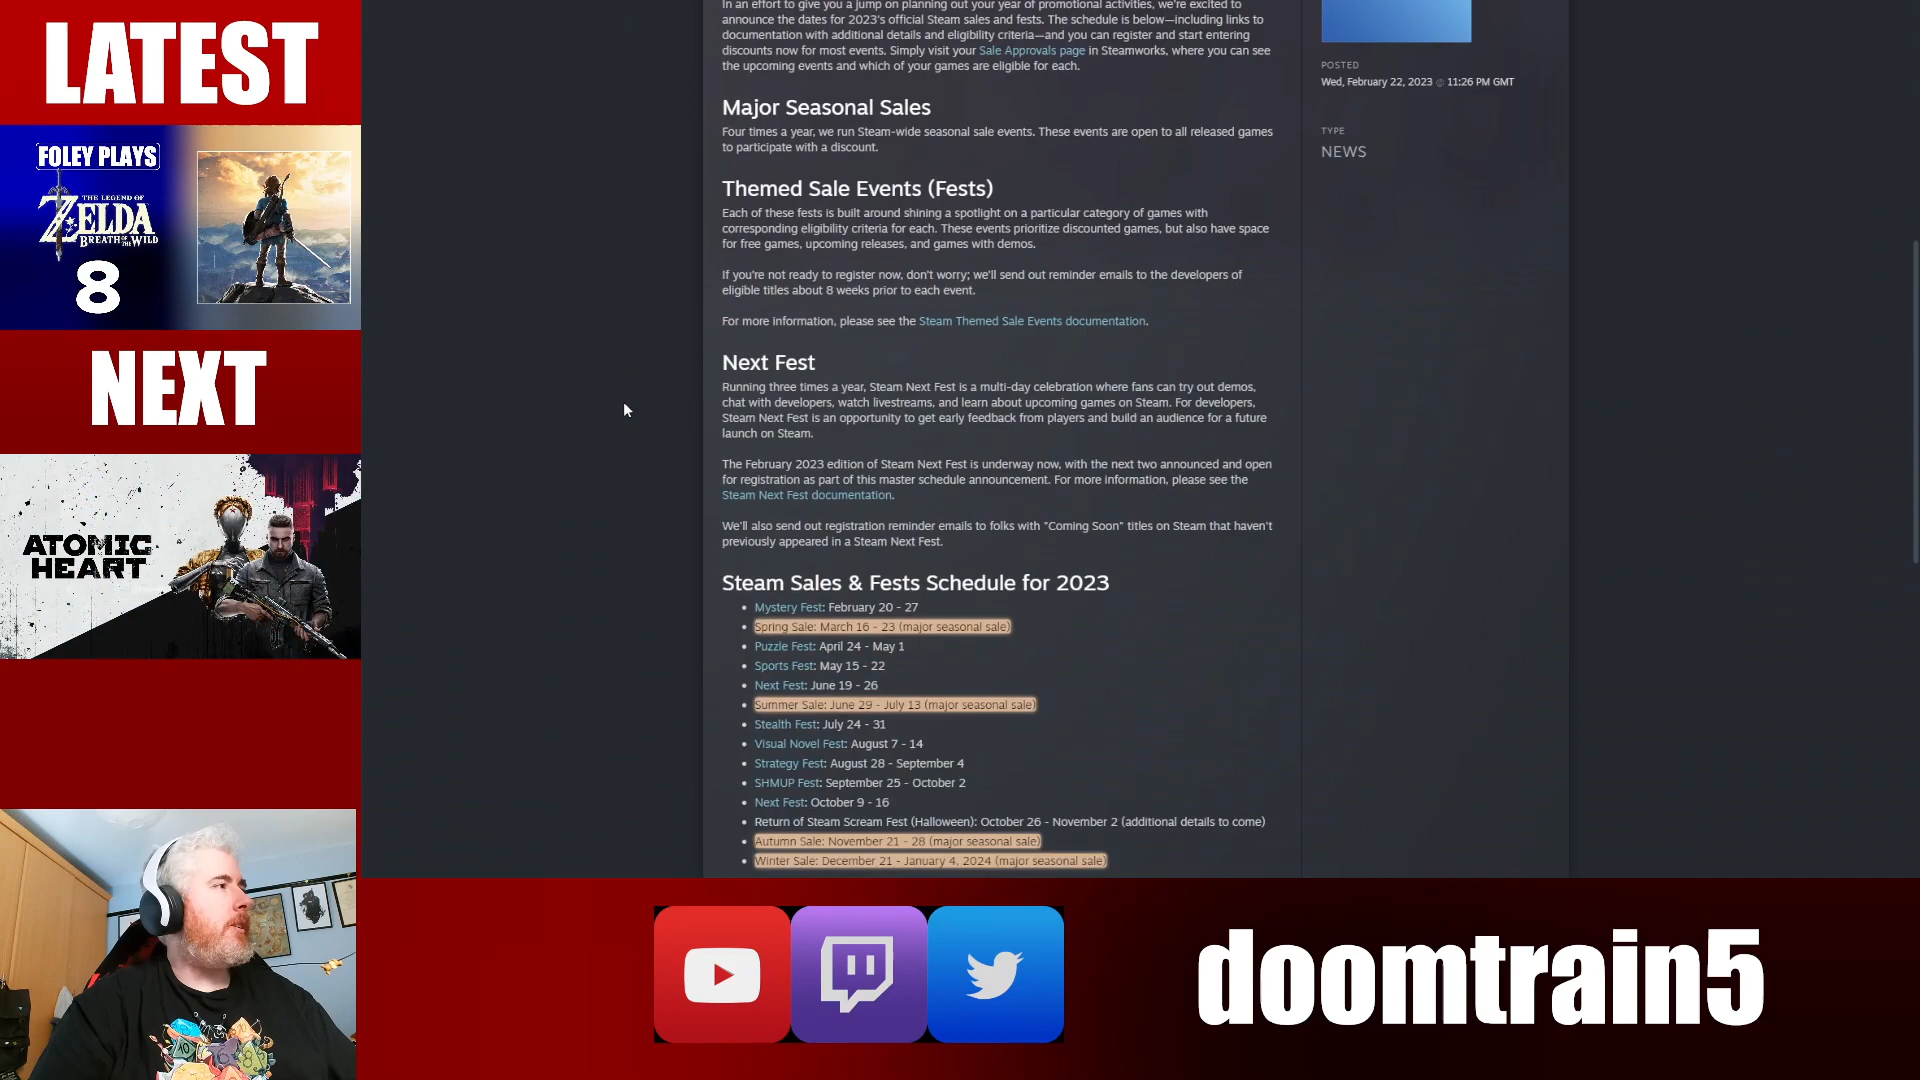 LATEST
FOLEY PLAYS
THE LEGEND OF
ZELDA
BREATH OF THE WILD
8
NEXT
ATOMIC
HEART
In an effort to give you a jump on planning out your year of promotional activities, we're excited to
announce the dates for 2023's official Steam sales and fests. The schedule is below—including links to
documentation with additional details and eligibility criteria—and you can register and start entering
discounts now for most events. Simply visit your Sale Approvals page in Steamworks, where you can see
the upcoming events and which of your games are eligible for each.
Major Seasonal Sales
Four times a year, we run Steam-wide seasonal sale events. These events are open to all released games
to participate with a discount.
Themed Sale Events (Fests)
Each of these fests is built around shining a spotlight on a particular category of games with
corresponding eligibility criteria for each. These events prioritize discounted games, but also have space
for free games, upcoming releases, and games with demos.
If you're not ready to register now, don't worry; we'll send out reminder emails to the developers of
eligible titles about 8 weeks prior to each event.
For more information, please see the Steam Themed Sale Events documentation.
Next Fest
Running three times a year, Steam Next Fest is a multi-day celebration where fans can try out demos,
chat with developers, watch livestreams, and learn about upcoming games on Steam. For developers,
Steam Next Fest is an opportunity to get early feedback from players and build an audience for a future
launch on Steam.
The February 2023 edition of Steam Next Fest is underway now, with the next two announced and open
for registration as part of this master schedule announcement. For more information, please see the
Steam Next Fest documentation.
We'll also send out registration reminder emails to folks with "Coming Soon" titles on Steam that haven't
previously appeared in a Steam Next Fest.
Steam Sales & Fests Schedule for 2023
• Mystery Fest: February 20 - 27
• Spring Sale: March 16 - 23 (major seasonal sale)
• Puzzle Fest: April 24 - May 1
• Sports Fest: May 15 - 22
• Next Fest: June 19 - 26
• Summer Sale: June 29 - July 13 (major seasonal sale)
• Stealth Fest: July 24 - 31
• Visual Novel Fest: August 7 - 14
• Strategy Fest: August 28 - September 4
• SHMUP Fest: September 25 - October 2
• Next Fest: October 9 - 16
• Return of Steam Scream Fest (Halloween): October 26 - November 2 (additional details to come)
• Autumn Sale: November 21 - 28 (major seasonal sale)
• Winter Sale: December 21 - January 4, 2024 (major seasonal sale)
POSTED
Wed, February 22, 2023 @ 11:26 PM GMT
TYPE
NEWS
doomtrain5